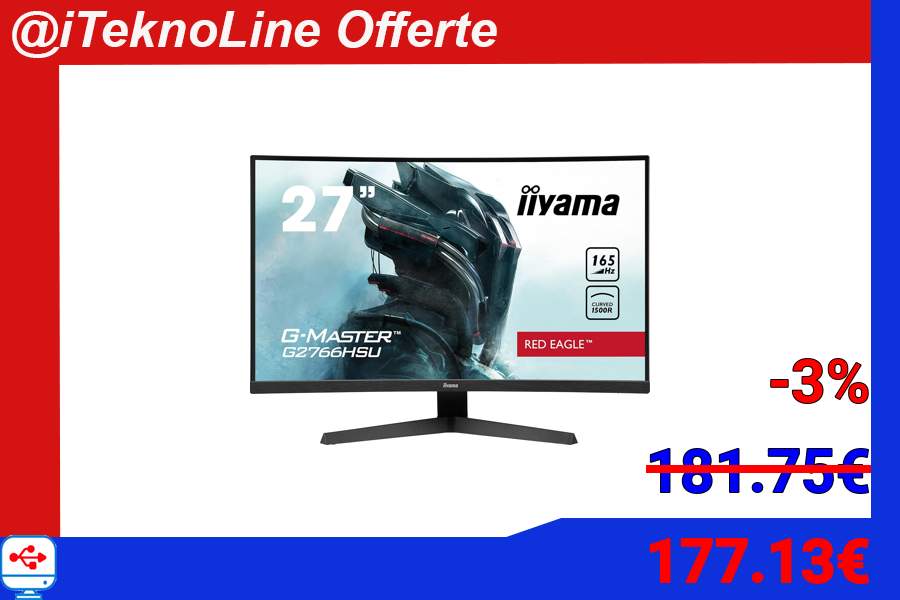 @iTeknoLine Offerte
27”
iiyama
165
Hz
CURVED
1500R
G-MASTER™
G2766HSU
RED EAGLE™
iiyama
-3%
181.75€
177.13€